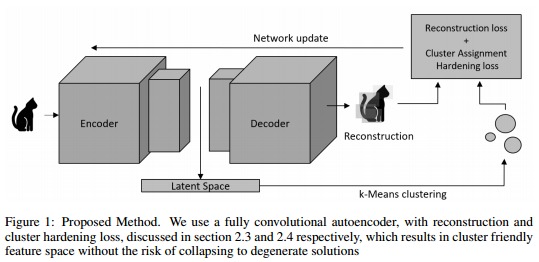 Reconstruction loss
+
Cluster Assignment
Hardening loss
Network update
Encoder
Decoder
Reconstruction
Latent Space
k-Means clustering
Figure 1: Proposed Method. We use a fully convolutional autoencoder, with reconstruction and
cluster hardening loss, discussed in section 2.3 and 2.4 respectively, which results in cluster friendly
feature space without the risk of collapsing to degenerate solutions